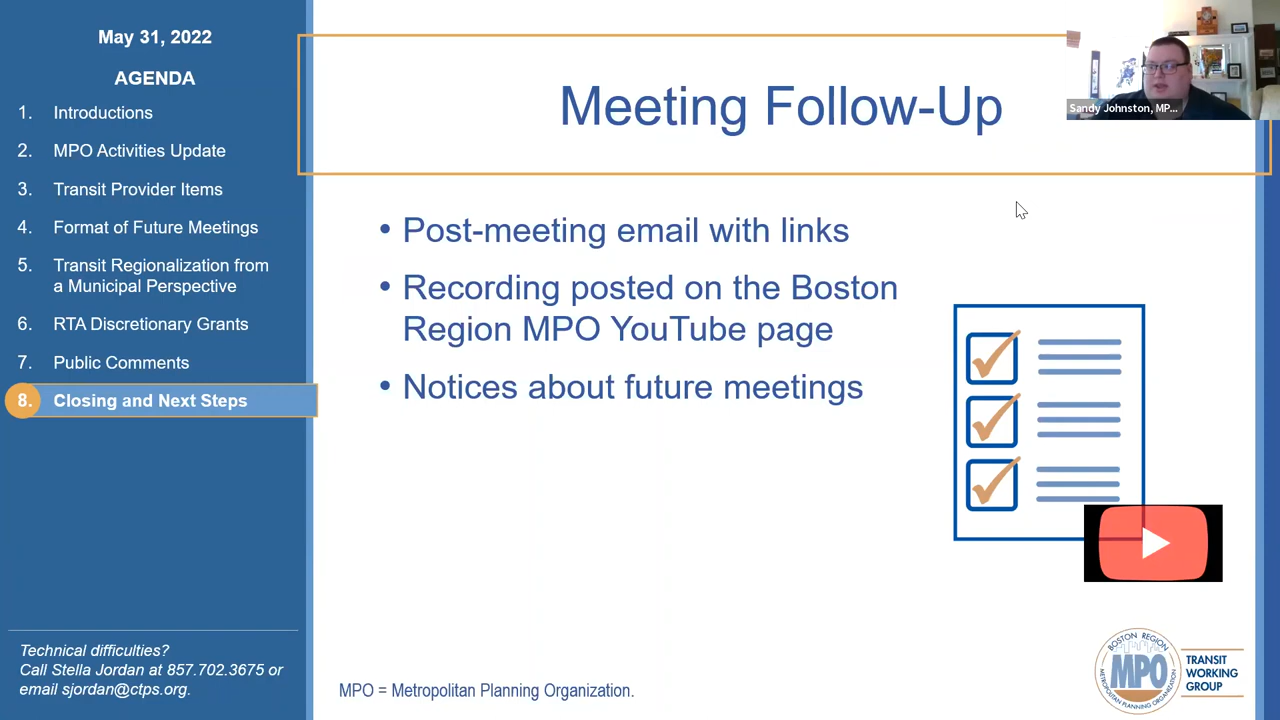 May 31, 2022
AGENDA
1. Introductions
2. MPO Activities Update
3. Transit Provider Items
4. Format of Future Meetings
5. Transit Regionalization from
a Municipal Perspective
6. RTA Discretionary Grants
7. Public Comments
8. Closing and Next Steps
Technical difficulties?
Call Stella Jordan at 857.702.3675 or
email sjordan@ctps.org.
Meeting Follow-Up
• Post-meeting email with links
• Recording posted on the Boston
Region MPO YouTube page
• Notices about future meetings
MPO = Metropolitan Planning Organization.
Sandy Johnston, MP...
BOSTON REGION
MPO
METROPOLITAN PLANNING ORGANIZATION
TRANSIT
WORKING
GROUP